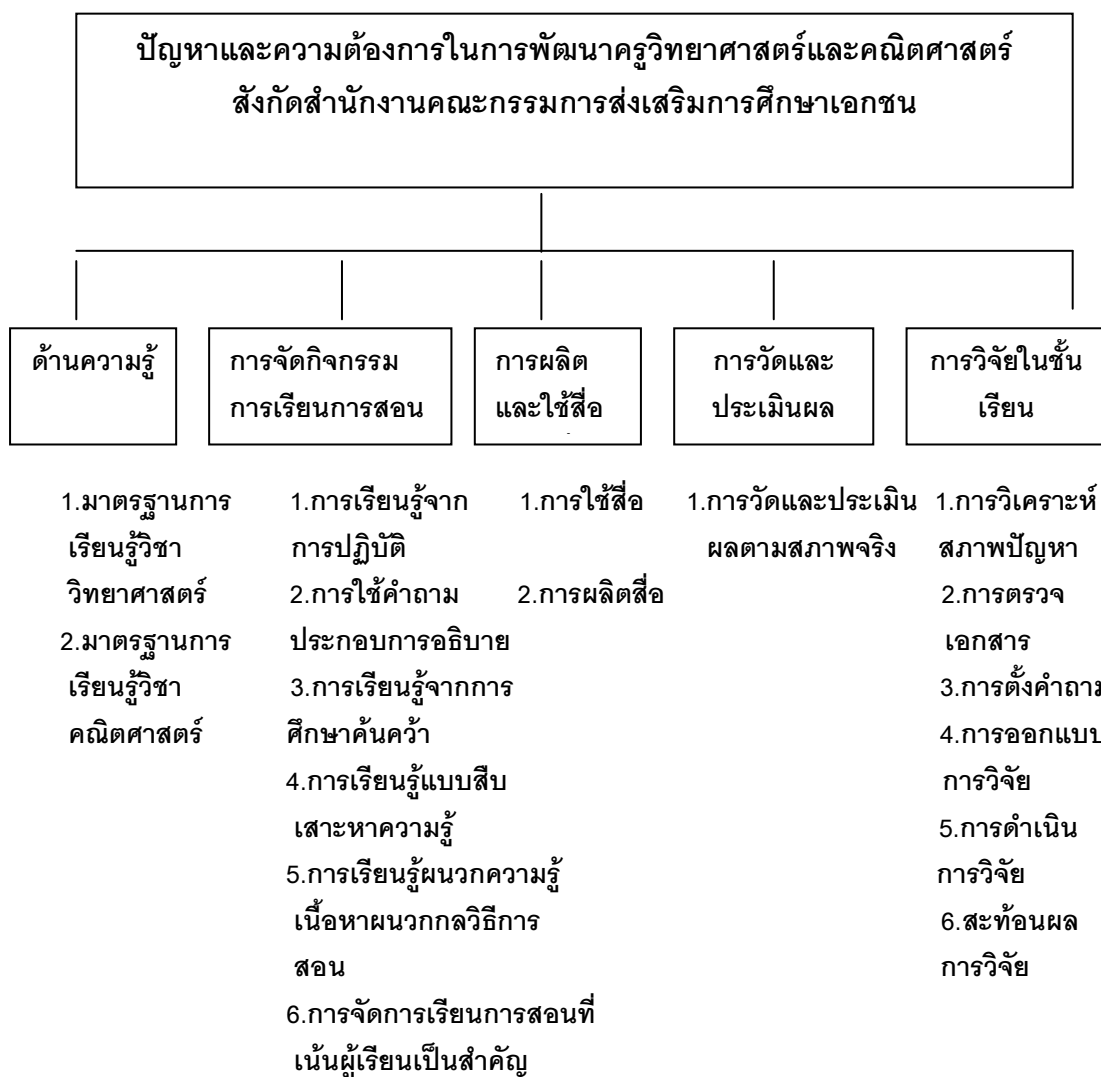 ปัญหาและความต้องการในการพัฒนาครูวิทยาศาสตร์และคณิตศาสตร์
สังกัดสำนักงานคณะกรรมการส่งเสริมการศึกษาเอกชน
ด้านความรู้
การจัดกิจกรรม
การเรียนการสอน
การผลิต
และใช้สื่อ
การวัดและ
ประเมินผล
การวิจัยในชั้น
เรียน
1.มาตรฐานการ
เรียนรู้วิชา
วิทยาศาสตร์
2.มาตรฐานการ
เรียนรู้วิชา
คณิตศาสตร์
1.การเรียนรู้จาก
การปฏิบัติ
2.การใช้คำถาม
ประกอบการอธิบาย
3.การเรียนรู้จากการ
ศึกษาค้นคว้า
4.การเรียนรู้แบบสืบ
เสาะหาความรู้
5.การเรียนรู้ผนวกความรู้
เนื้อหาผนวกกลวิธีการ
สอน
6.การจัดการเรียนการสอนที่
เน้นผู้เรียนเป็นสำคัญ
1.การใช้สื่อ
2.การผลิตสื่อ
1.การวัดและประเมิน
ผลตามสภาพจริง
1.การวิเคราะห์
สภาพปัญหา
2.การตรวจ
เอกสาร
3.การตั้งคำถาม
4.การออกแบบ
การวิจัย
5.การดำเนิน
การวิจัย
6.สะท้อนผล
การวิจัย